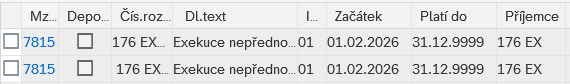 Mz... Depo... Čís.roz... Dl.text I... Začátek Platí do Příjemce
7815 176 EX... Exekuce nepředno... 01 01.02.2026 31.12.9999 176 EX
7815 176 EX... Exekuce nepředno... 01 01.02.2026 31.12.9999 176 EX